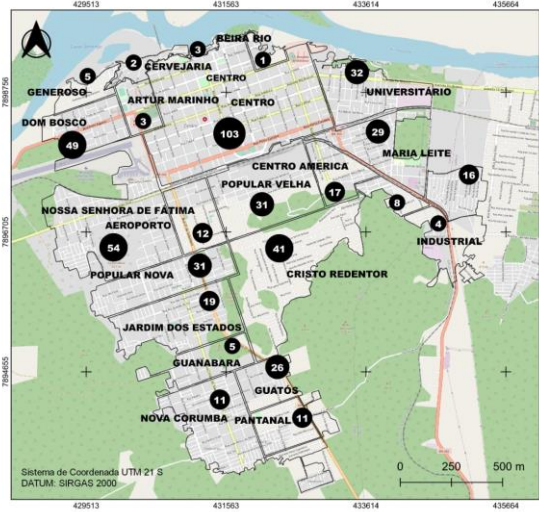 429513 431563 433614 435664
BEIRA RIO
3
2
CERVEJARIA
1
5
CENTRO
32
7898756
GENEROSO
UNIVERSITÁRIO
ARTUR MARINHO
CENTRO
DOM BOSCO
3
103
29
49
MARIA LEITE
CENTRO AMERICA
16
POPULAR VELHA
17
31
8
NOSSA SENHORA DE FÁTIMA
AEROPORTO
4
7896705
12
54
41
INDUSTRIAL
31
POPULAR NOVA
CRISTO REDENTOR
19
JARDIM DOS ESTADOS
5
GUANABARA
26
7894655
GUATÓS
11
NOVA CORUMBA
PANTANAL
11
Sistema de Coordenada UTM 21 S
DATUM: SIRGAS 2000
0 250 500 m
429513 431563 433614 435664